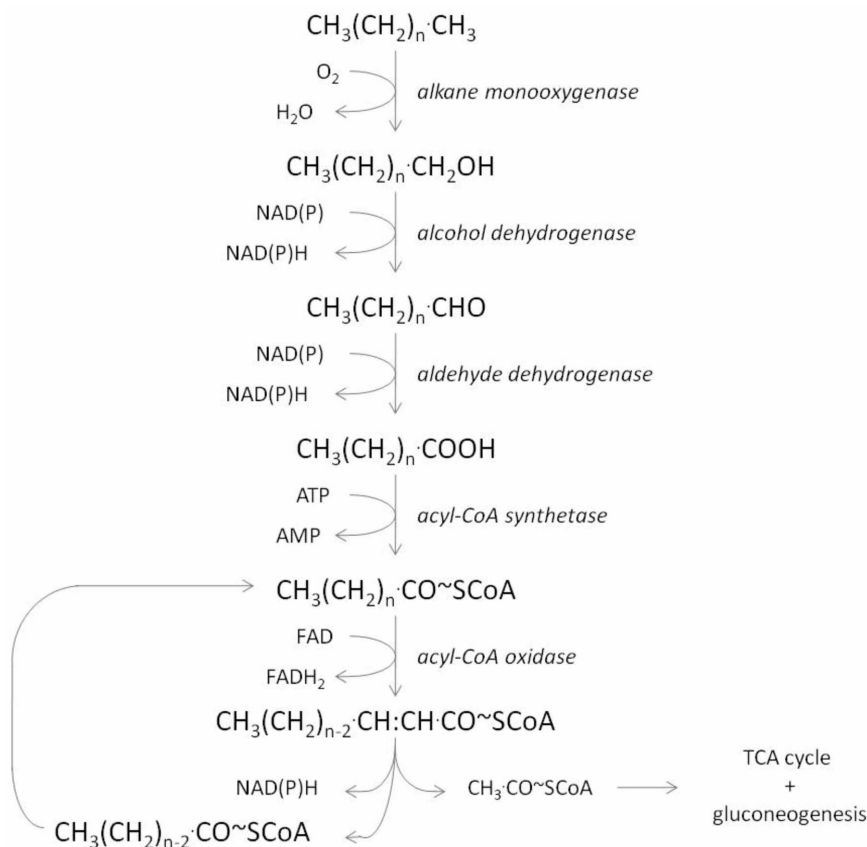 CH₃(CH₂)ₙ·CH₃
O₂
alkane monooxygenase
H₂O
CH₃(CH₂)ₙ·CH₂OH
NAD(P)
alcohol dehydrogenase
NAD(P)H
CH₃(CH₂)ₙ·CHO
NAD(P)
aldehyde dehydrogenase
NAD(P)H
CH₃(CH₂)ₙ·COOH
ATP
acyl-CoA synthetase
AMP
CH₃(CH₂)ₙ·CO~SCoA
FAD
acyl-CoA oxidase
FADH₂
CH₃(CH₂)ₙ₋₂·CH:CH·CO~SCoA
NAD(P)H
CH₃·CO~SCoA
TCA cycle
+
gluconeogenesis
CH₃(CH₂)ₙ₋₂·CO~SCoA